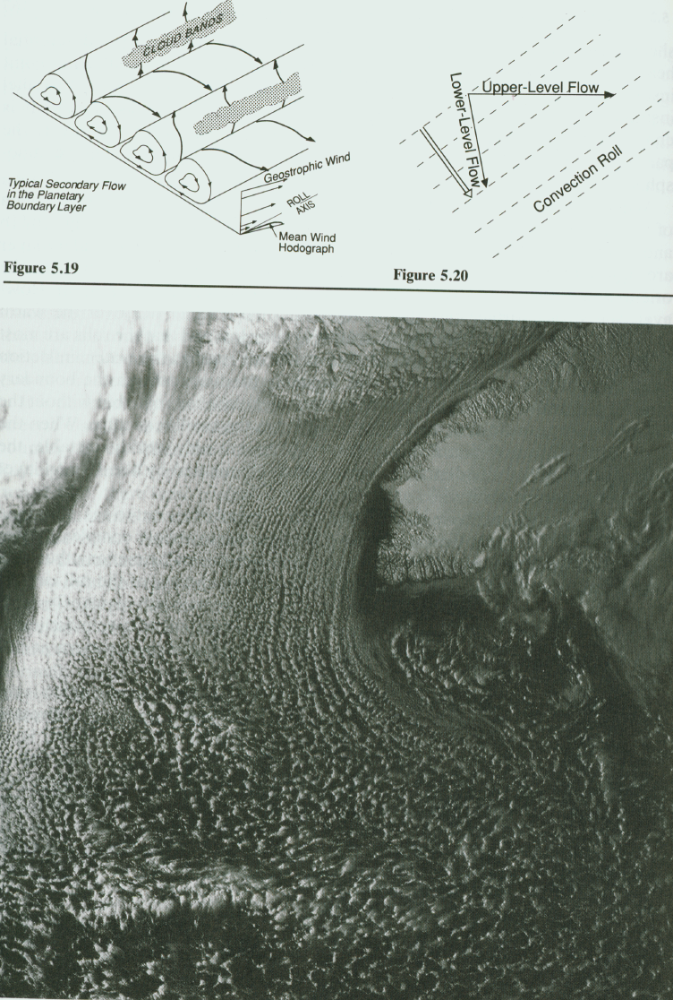 CLOUD BANDS
Typical Secondary Flow
in the Planetary
Boundary Layer
Geostrophic Wind
ROLL
AXIS
Mean Wind
Hodograph
Figure 5.19
Upper-Level Flow
Lower-Level Flow
Convection Roll
Figure 5.20